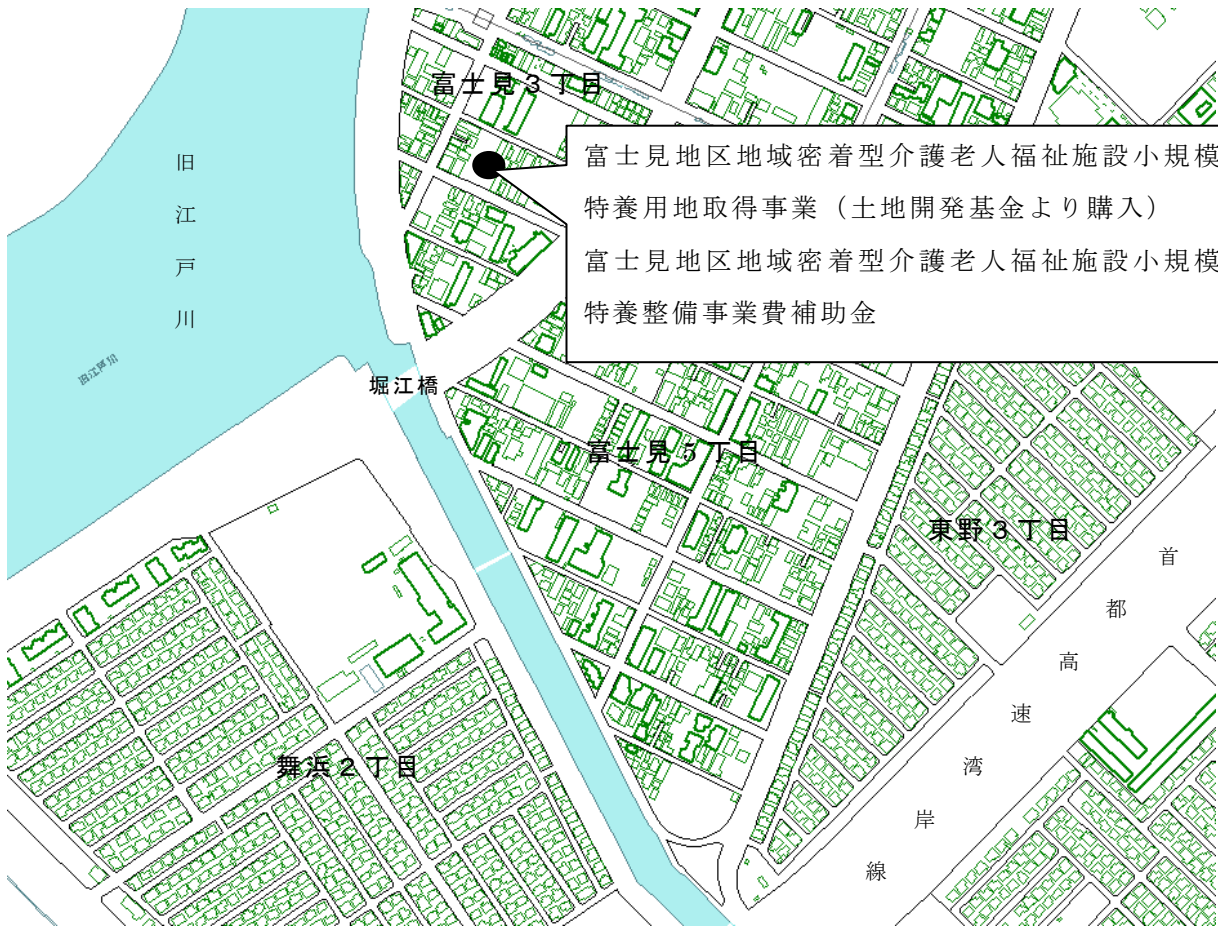 富士見３丁目
富士見地区地域密着型介護老人福祉施設小規模
特養用地取得事業（土地開発基金より購入）
富士見地区地域密着型介護老人福祉施設小規模
特養整備事業費補助金
旧江戸川
旧江戸川
堀江橋
富士見５丁目
東野３丁目
首都高速湾岸線
舞浜２丁目